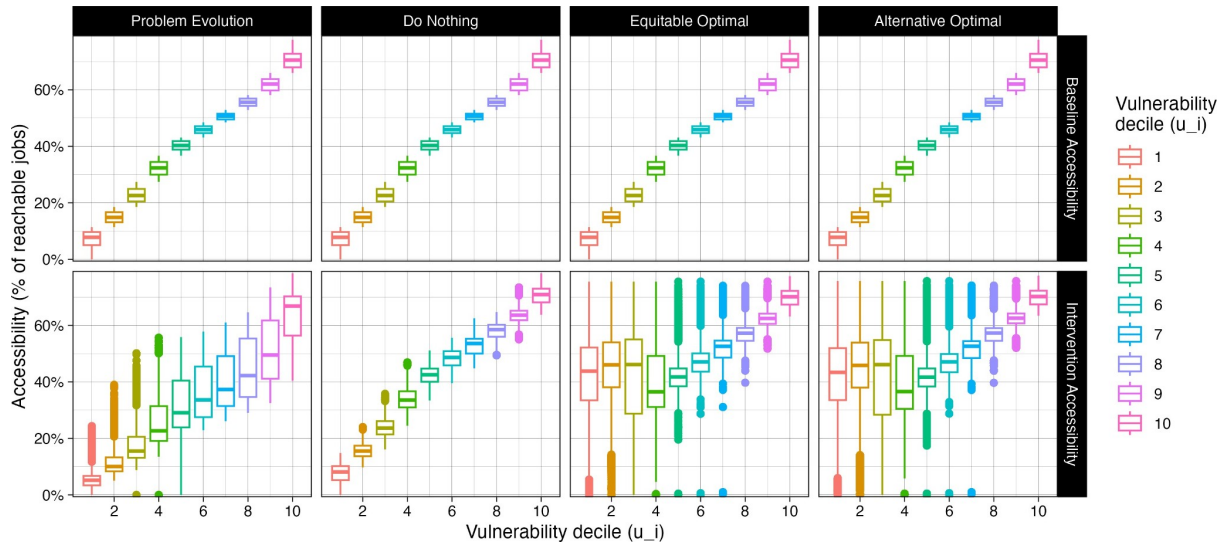 Problem Evolution
Do Nothing
Equitable Optimal
Alternative Optimal
Accessibility (% of reachable jobs)
60%
40%
20%
0%
Baseline Accessibility
60%
40%
20%
0%
Intervention Accessibility
2 4 6 8 10
2 4 6 8 10
2 4 6 8 10
2 4 6 8 10
Vulnerability decile (u_i)
Vulnerability
decile (u_i)
1
2
3
4
5
6
7
8
9
10